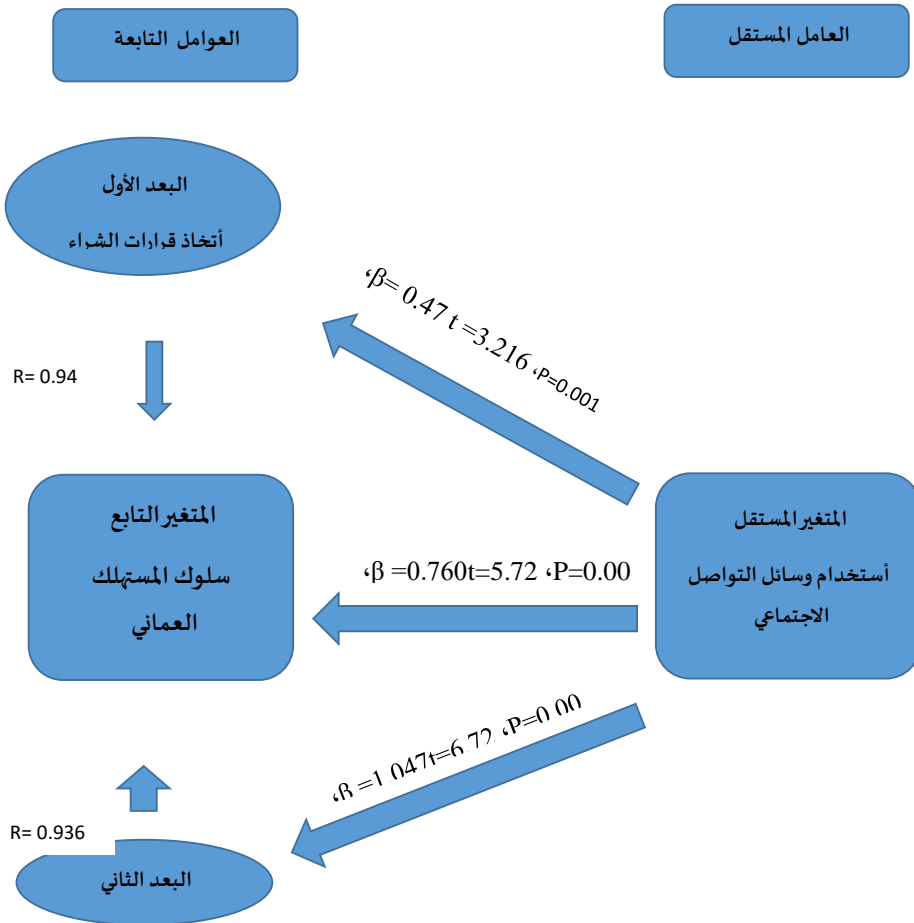 العامل المستقل
العوامل التابعة
البعد الأول
أتخاذ قرارات الشراء
β= 0.47 t =3.216 ،P=0.001،
R= 0.94
المتغير المستقل
أستخدام وسائل التواصل
الاجتماعي
المتغير التابع
سلوك المستهلك
العماني
β =0.760t=5.72 ،P=0.00،
β =1.047t=6.72 ،P=0.00،
R= 0.936
البعد الثاني